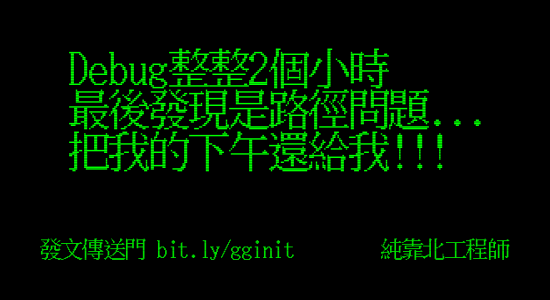 Debug整整2個小時
最後發現是路徑問題...
把我的下午還給我!!!
發文傳送門 bit.ly/gginit
純靠北工程師